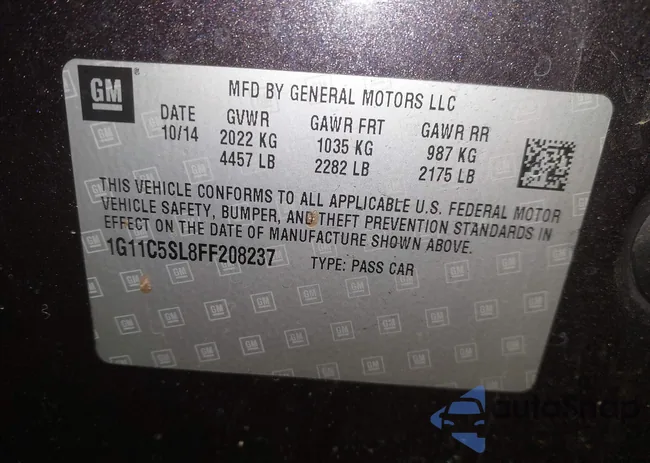 GM
MFD BY GENERAL MOTORS LLC
DATE GVWR GAWR FRT GAWR RR
10/14 2022 KG 1035 KG 987 KG
4457 LB 2282 LB 2175 LB
THIS VEHICLE CONFORMS TO ALL APPLICABLE U.S. FEDERAL MOTOR
VEHICLE SAFETY, BUMPER, AND THEFT PREVENTION STANDARDS IN
EFFECT ON THE DATE OF MANUFACTURE SHOWN ABOVE.
1G11C5SL8FF208237 TYPE: PASS CAR
autoSnap